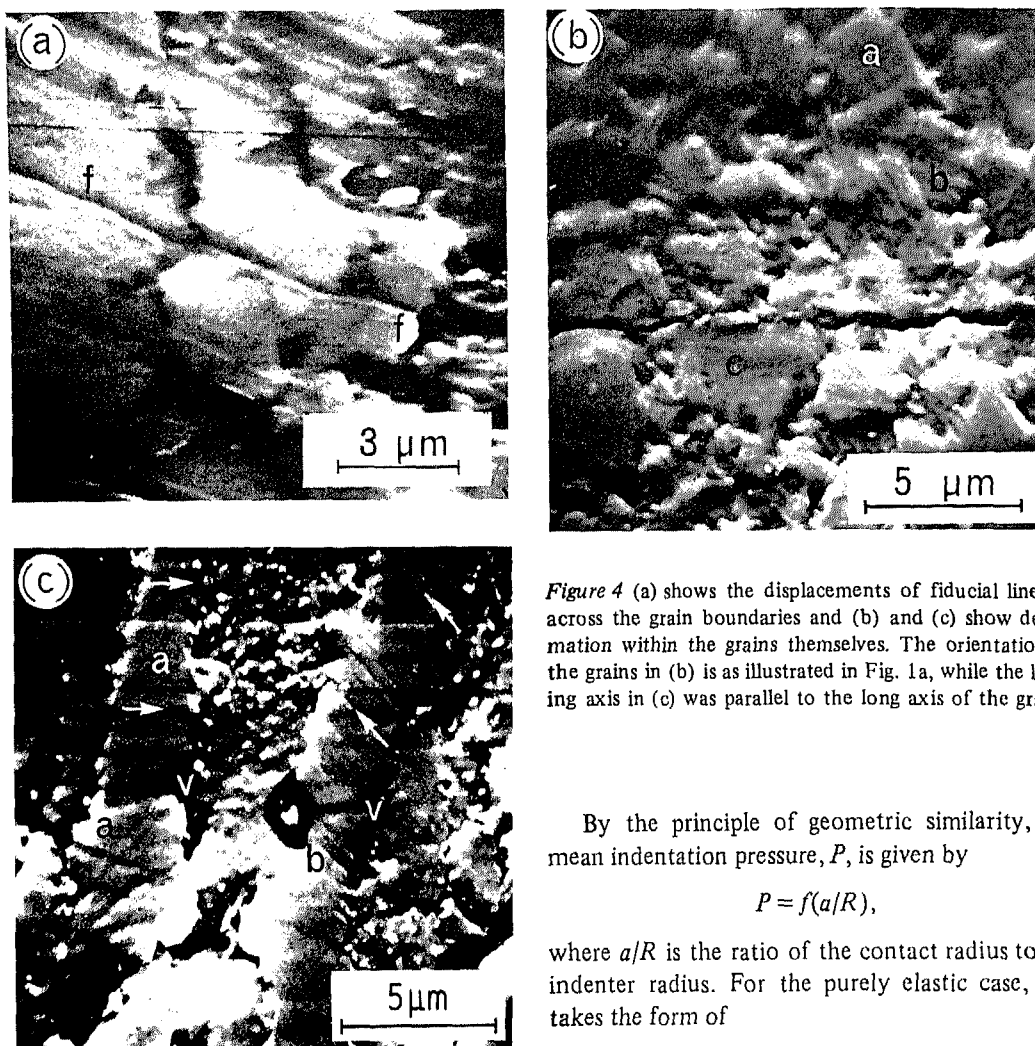 (a)
f
f
3 μm
(b)
a
b
c
5 μm
(c)
a
v
a
v
b
5μm
Figure 4 (a) shows the displacements of fiducial line
across the grain boundaries and (b) and (c) show de
mation within the grains themselves. The orientation
the grains in (b) is as illustrated in Fig. 1a, while the l
ing axis in (c) was parallel to the long axis of the gr
By the principle of geometric similarity,
mean indentation pressure, P, is given by
P = f(a/R),
where a/R is the ratio of the contact radius to
indenter radius. For the purely elastic case,
takes the form of